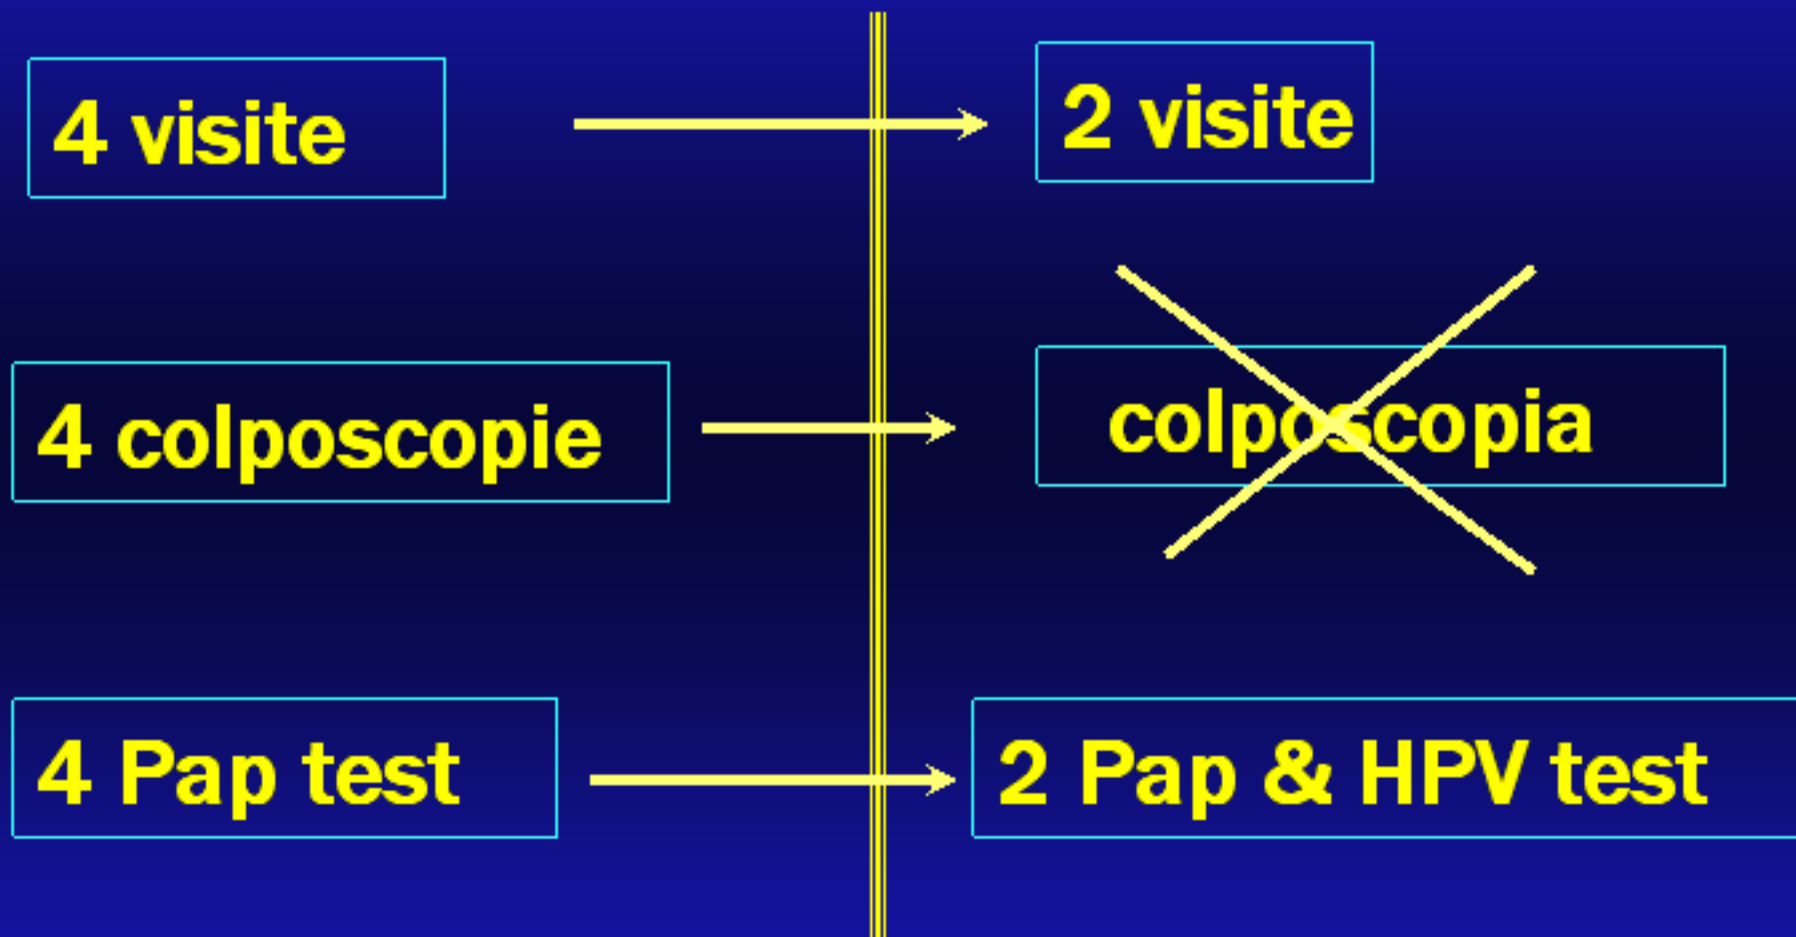 4 visite
2 visite
4 colposcopie
colposcopia
4 Pap test
2 Pap & HPV test